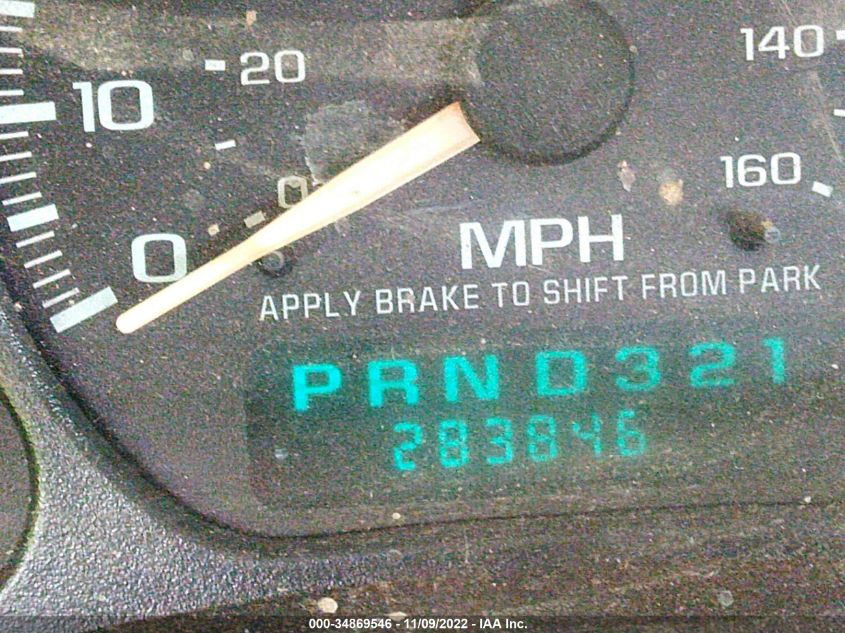 20
140
10
160
0
0
MPH
APPLY BRAKE TO SHIFT FROM PARK
PRND321
283846
000-34869546 - 11/09/2022 - IAA Inc.